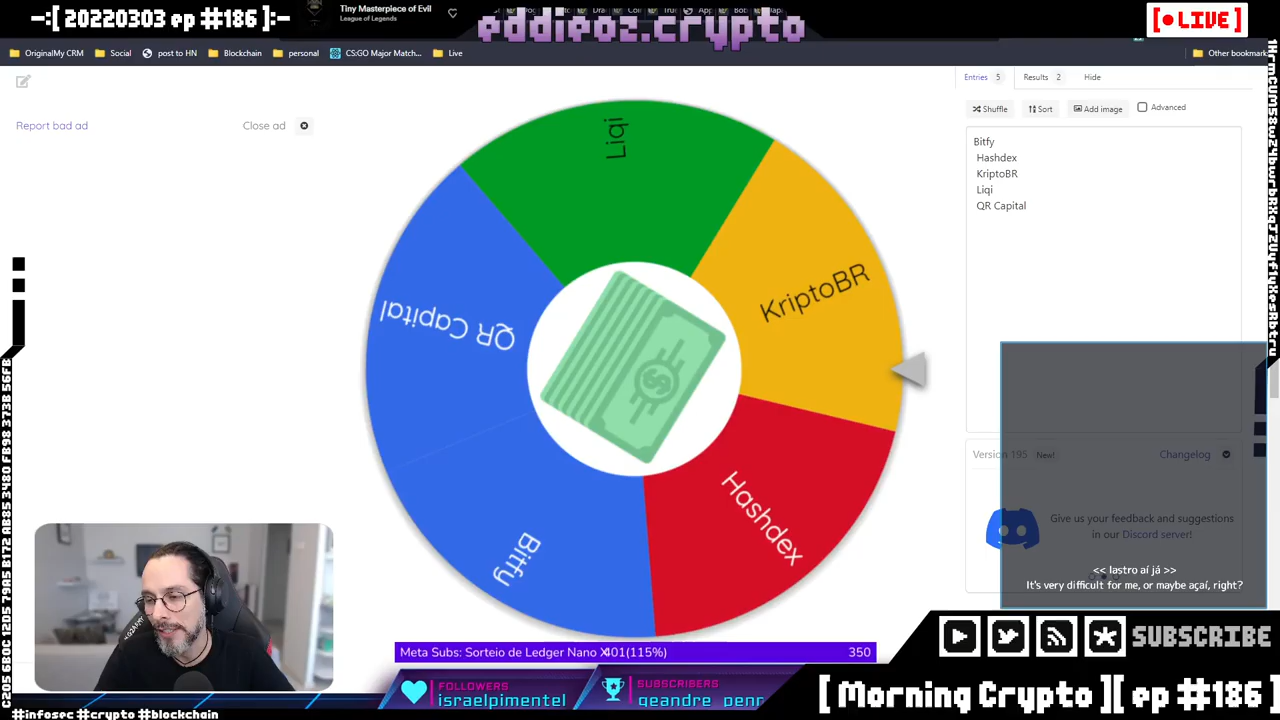 –:[ 20220303 ep #186 ]:–
Tiny Masterpiece of Evil
League of Legends
eddieoz.crypto
[ LIVE ]
OriginalMy CRM
Social
post to HN
Blockchain
personal
CS:GO Major Match...
Live
Other bookmark
Report bad ad
Close ad
Entries 5
Results 2
Hide
Shuffle
Sort
Add image
Advanced
Bitfy
Hashdex
KriptoBR
Liqi
QR Capital
Liqi
KriptoBR
QR Capital
Hashdex
Bitfy
Version 195
New!
Changelog
Give us your feedback and suggestions
in our Discord server!
<< lastro aí já >>
It's very difficult for me, or maybe açaí, right?
Meta Subs: Sorteio de Ledger Nano X
401(115%)
350
FOLLOWERS
israelpimentel
SUBSCRIBERS
geandre_penr
SUBSCRIBE
[ Morning Crypto ][ ep #186 ]
#infosec #crypto #blockchain